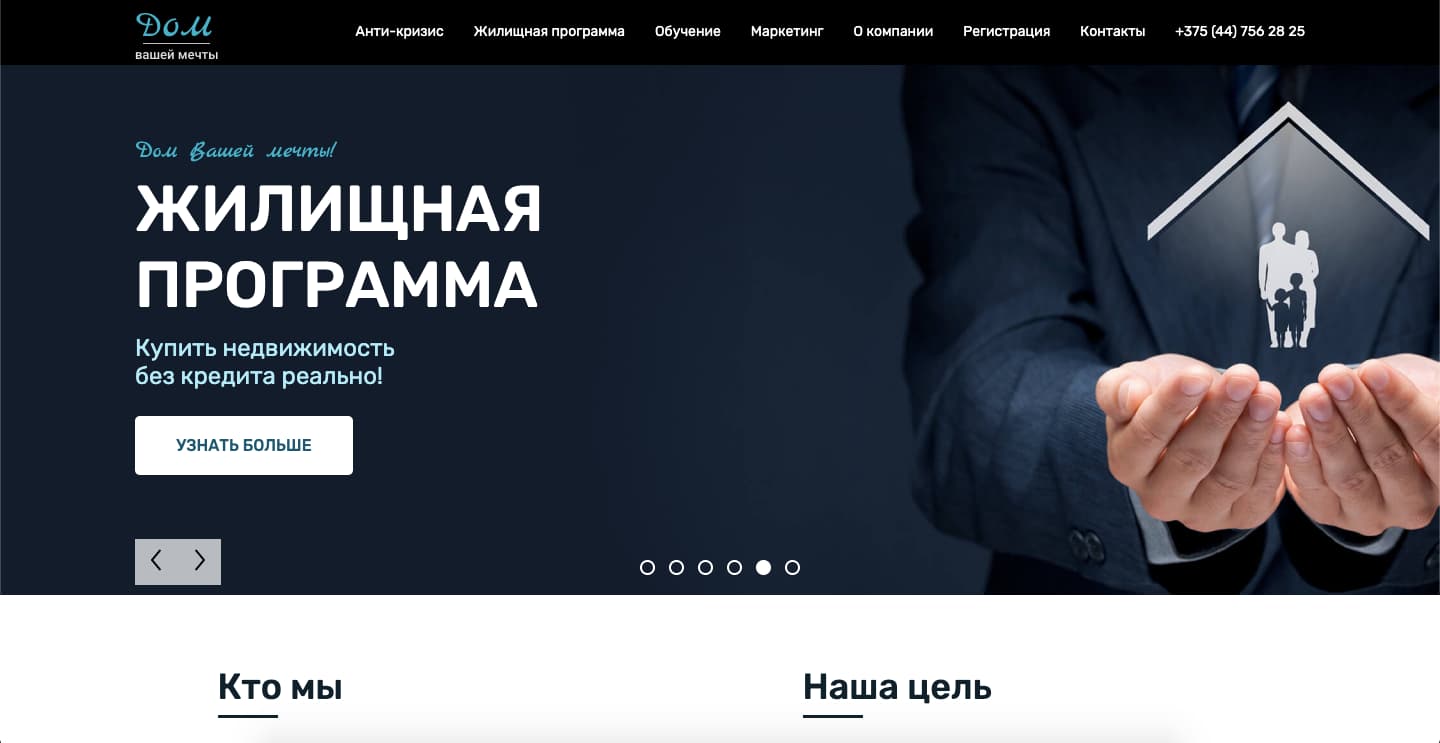 Дом
вашей мечты
Анти-кризис
Жилищная программа
Обучение
Маркетинг
О компании
Регистрация
Контакты
+375 (44) 756 28 25
Дом Вашей мечты!
ЖИЛИЩНАЯ
ПРОГРАММА
Купить недвижимость
без кредита реально!
УЗНАТЬ БОЛЬШЕ
Кто мы
Наша цель